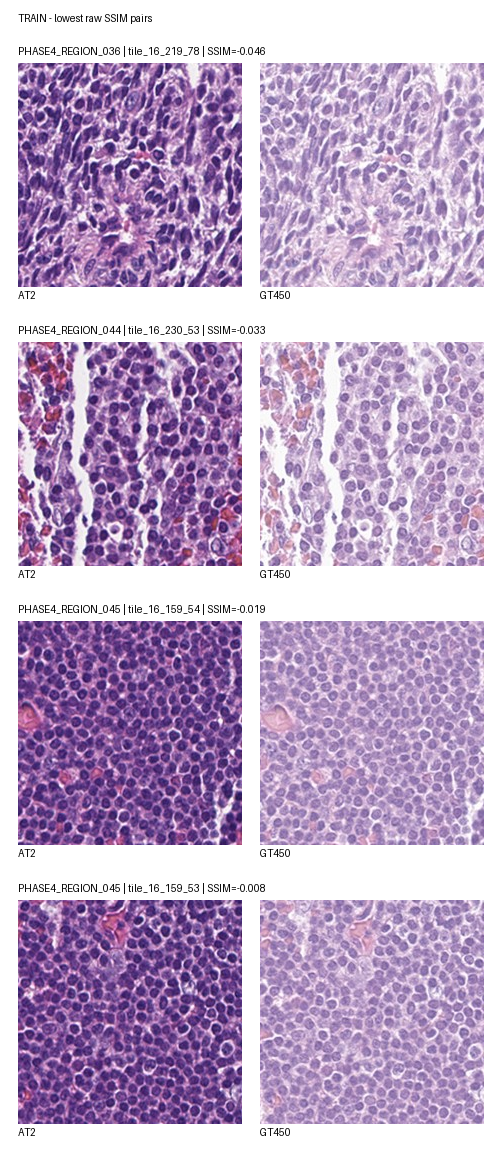 TRAIN - lowest raw SSIM pairs
PHASE4_REGION_036 | tile_16_219_78 | SSIM=-0.046
AT2 GT450
PHASE4_REGION_044 | tile_16_230_53 | SSIM=-0.033
AT2 GT450
PHASE4_REGION_045 | tile_16_159_54 | SSIM=-0.019
AT2 GT450
PHASE4_REGION_045 | tile_16_159_53 | SSIM=-0.008
AT2 GT450